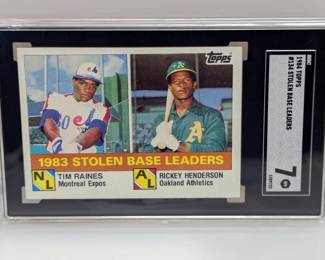 Topps
1983 STOLEN BASE LEADERS
NL
TIM RAINES
Montreal Expos
AL
RICKEY HENDERSON
Oakland Athletics
1984 TOPPS
#134 STOLEN BASE LEADERS
7